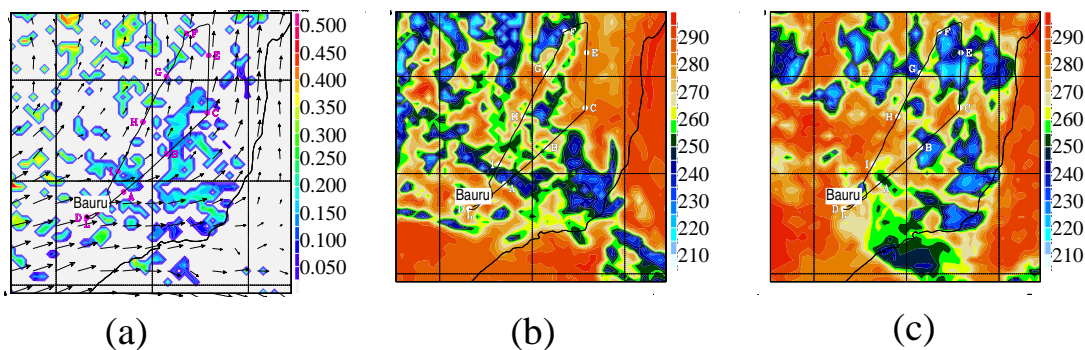 0.500
0.450
0.400
0.350
0.300
0.250
0.200
0.150
0.100
0.050
F
E
G
C
H
B
A
Bauru
D
L
(a)
290
280
270
260
250
240
230
220
210
F
E
G
C
H
B
I
A
Bauru
D
L
(b)
290
280
270
260
250
240
230
220
210
F
E
G
C
H
B
I
A
Bauru
D
L
(c)